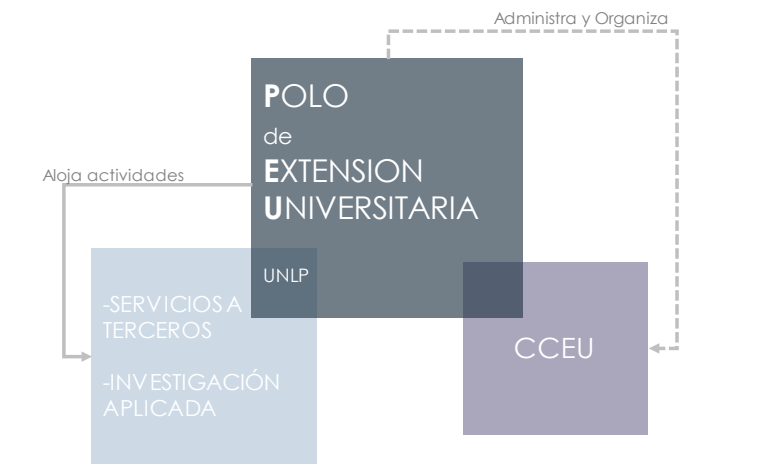 Administra y Organiza
POLO
de
EXTENSION
UNIVERSITARIA
Aloja actividades
UNLP
-SERVICIOS A
TERCEROS
-INVESTIGACIÓN
APLICADA
CCEU